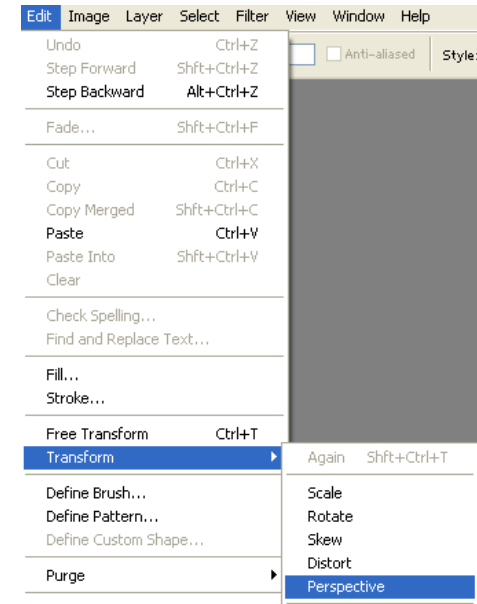 Edit Image Layer Select Filter View Window Help
Anti-aliased Style:
Undo Ctrl+Z
Step Forward Shft+Ctrl+Z
Step Backward Alt+Ctrl+Z
Fade... Shft+Ctrl+F
Cut Ctrl+X
Copy Ctrl+C
Copy Merged Shft+Ctrl+C
Paste Ctrl+V
Paste Into Shft+Ctrl+V
Clear
Check Spelling...
Find and Replace Text...
Fill...
Stroke...
Free Transform Ctrl+T
Transform
Again Shft+Ctrl+T
Define Brush...
Define Pattern...
Define Custom Shape...
Purge
Scale
Rotate
Skew
Distort
Perspective